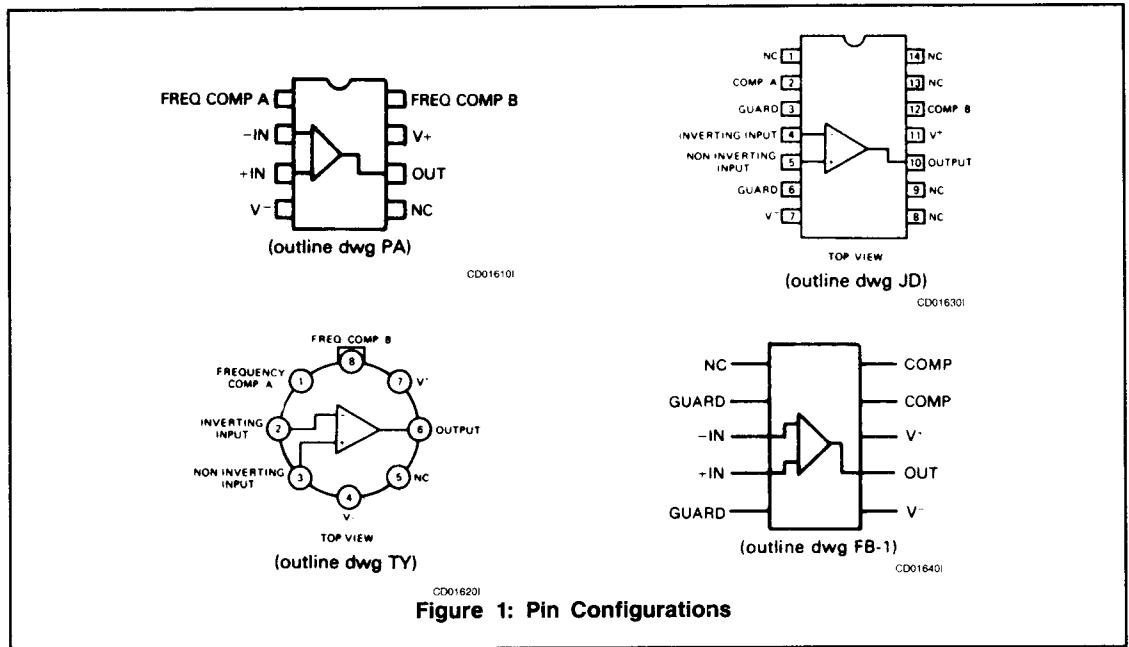 FREQ COMP A
FREQ COMP B
-IN
V+
+IN
OUT
V−
NC
(outline dwg PA)
CD01610I
NC 1
14 NC
COMP A 2
13 NC
GUARD 3
12 COMP B
INVERTING INPUT 4
-
11 V+
NON INVERTING
INPUT 5
+
10 OUTPUT
GUARD 6
9 NC
V− 7
8 NC
TOP VIEW
(outline dwg JD)
CD01630I
FREQ COMP B
8
FREQUENCY
COMP A 1
7 V+
INVERTING
INPUT 2
-
6 OUTPUT
NON INVERTING
INPUT 3
+
5 NC
4
V-
TOP VIEW
(outline dwg TY)
CD01620I
NC
COMP
GUARD
COMP
-IN
V+
+IN
OUT
GUARD
V−
(outline dwg FB-1)
CD01640I
Figure 1: Pin Configurations